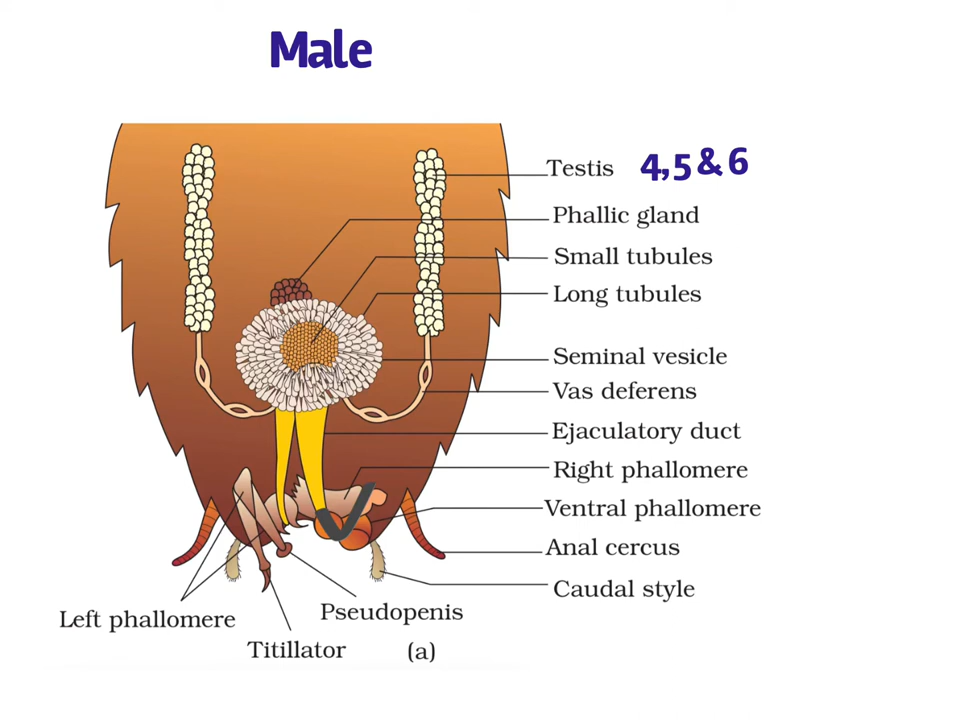 Male
Testis 4,5 & 6
Phallic gland
Small tubules
Long tubules
Seminal vesicle
Vas deferens
Ejaculatory duct
Right phallomere
Ventral phallomere
Anal cercus
Caudal style
Left phallomere
Pseudopenis
Titillator
(a)